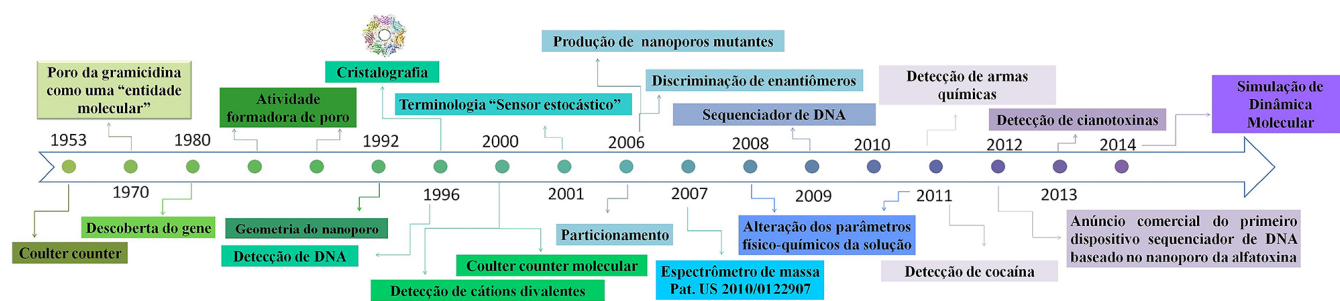 Produção de nanoporos mutantes
Cristalografia
Poro da gramicidina
como uma “entidade
molecular”
Atividade
formadora de poro
Terminologia “Sensor estocástico”
Discriminação de enantiômeros
Sequenciador de DNA
Detecção de armas
químicas
Detecção de cianotoxinas
Simulação de
Dinâmica
Molecular
1953
1980
1992
2000
2006
2008
2010
2012
2014
1970
1996
2001
2007
2009
2011
2013
Coulter counter
Descoberta do gene
Geometria do nanoporo
Detecção de DNA
Detecção de cátions divalentes
Coulter counter molecular
Particionamento
Espectrômetro de massa
Pat. US 2010/0122907
Alteração dos parâmetros
físico-químicos da solução
Detecção de cocaína
Anúncio comercial do primeiro
dispositivo sequenciador de DNA
baseado no nanoporo da alfatoxina